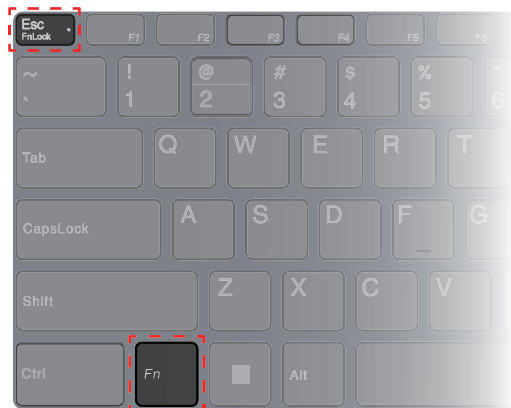 Esc
FnLock
F1 F2 F3 F4 F5 F6
~ ! @ # $ % ^
` 1 2 3 4 5 6
Tab Q W E R T
CapsLock A S D F G
Shift Z X C V
Ctrl Fn Alt